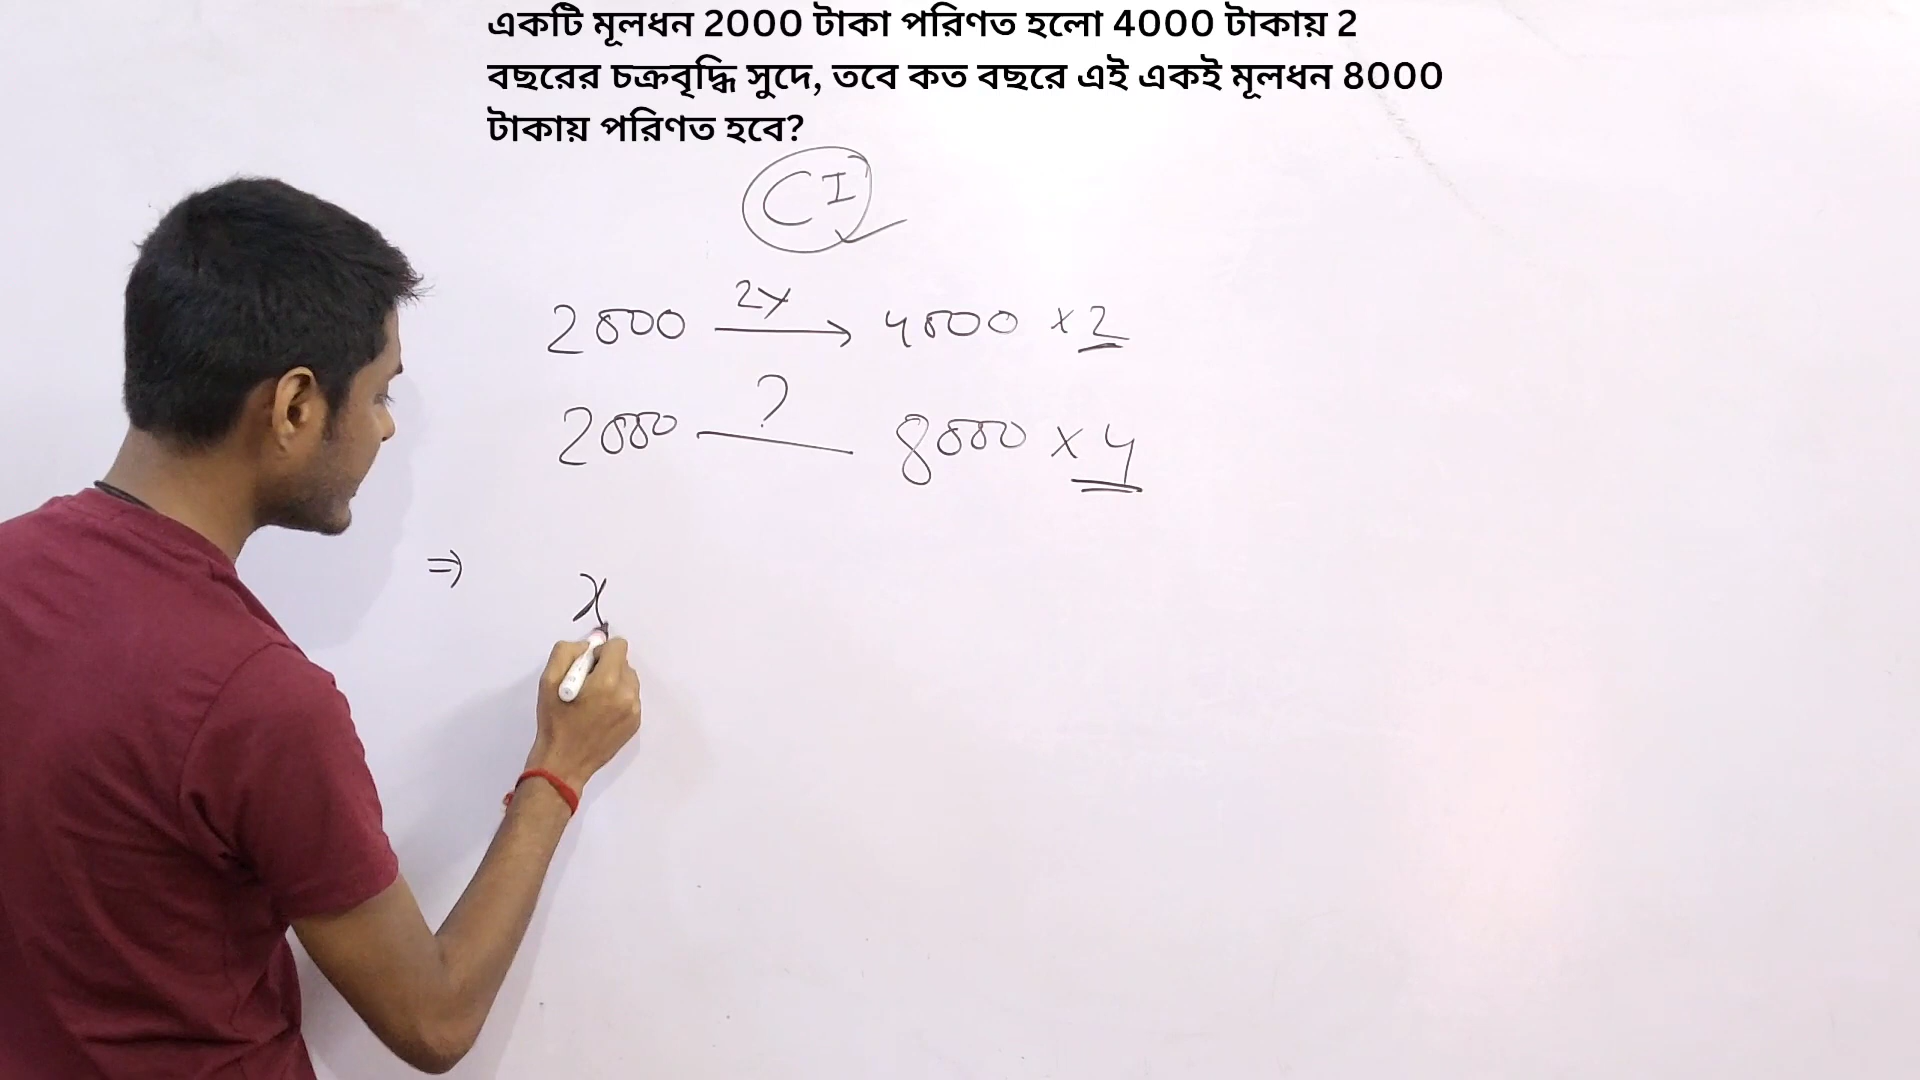 একটি মূলধন 2000 টাকা পরিণত হলো 4000 টাকায় 2
বছরের চক্রবৃদ্ধি সুদে, তবে কত বছরে এই একই মূলধন 8000
টাকায় পরিণত হবে?
CI
2000 2y → 4000 × 2
2000 ? 8000 × 4
⇒ x